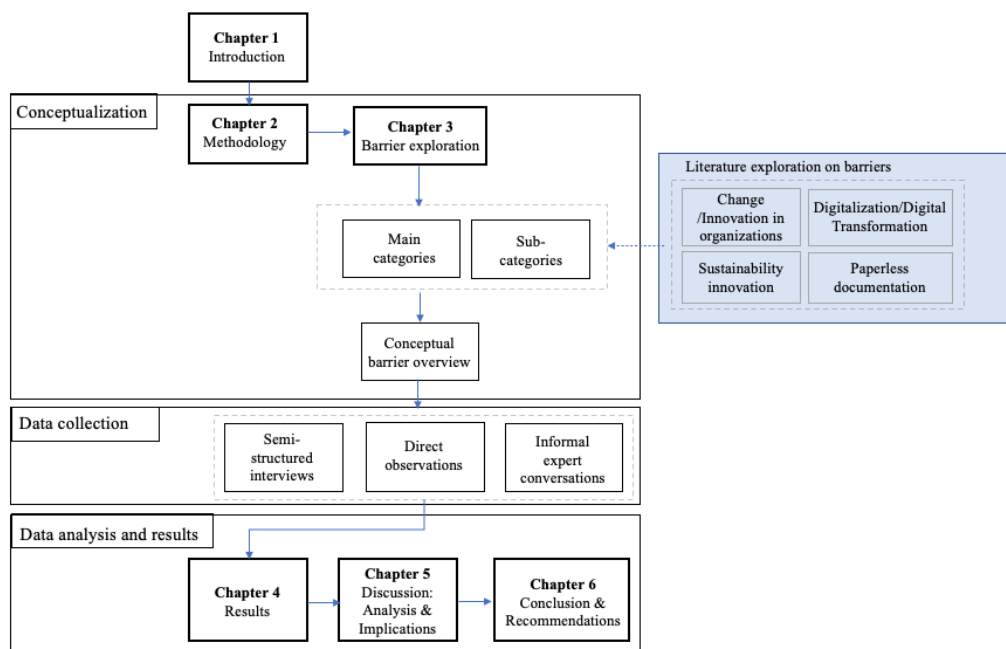 Chapter 1
Introduction
Conceptualization
Chapter 2
Methodology
Chapter 3
Barrier exploration
Literature exploration on barriers
Change
/Innovation in
organizations
Digitalization/Digital
Transformation
Sustainability
innovation
Paperless
documentation
Main
categories
Sub-
categories
Conceptual
barrier overview
Data collection
Semi-
structured
interviews
Direct
observations
Informal
expert
conversations
Data analysis and results
Chapter 4
Results
Chapter 5
Discussion:
Analysis &
Implications
Chapter 6
Conclusion &
Recommendations